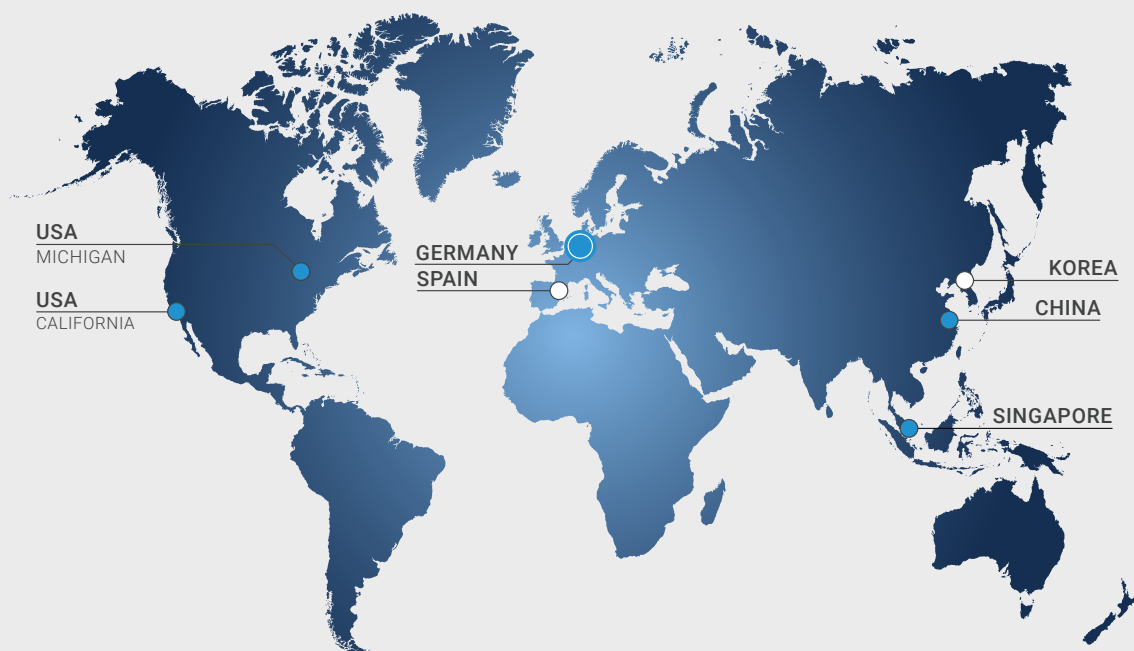 USA
MICHIGAN
USA
CALIFORNIA
GERMANY
SPAIN
KOREA
CHINA
SINGAPORE